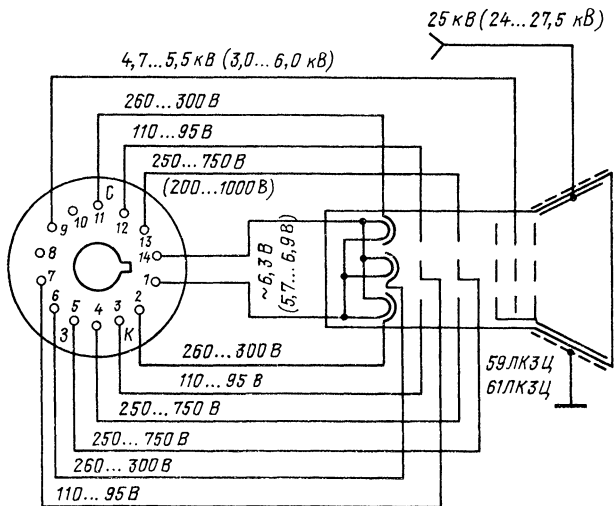 25 кВ (24...27,5 кВ)
4,7...5,5 кВ (3,0...6,0 кВ)
260...300 В
110...95 В
250...750 В
(200...1000 В)
С
11
12
10
9
13
14
8
7
1
6
5
4
3
2
З
К
~6,3 В
(5,7...6,9 В)
260...300 В
110...95 В
250...750 В
250...750 В
260...300 В
110...95 В
59ЛК3Ц
61ЛК3Ц